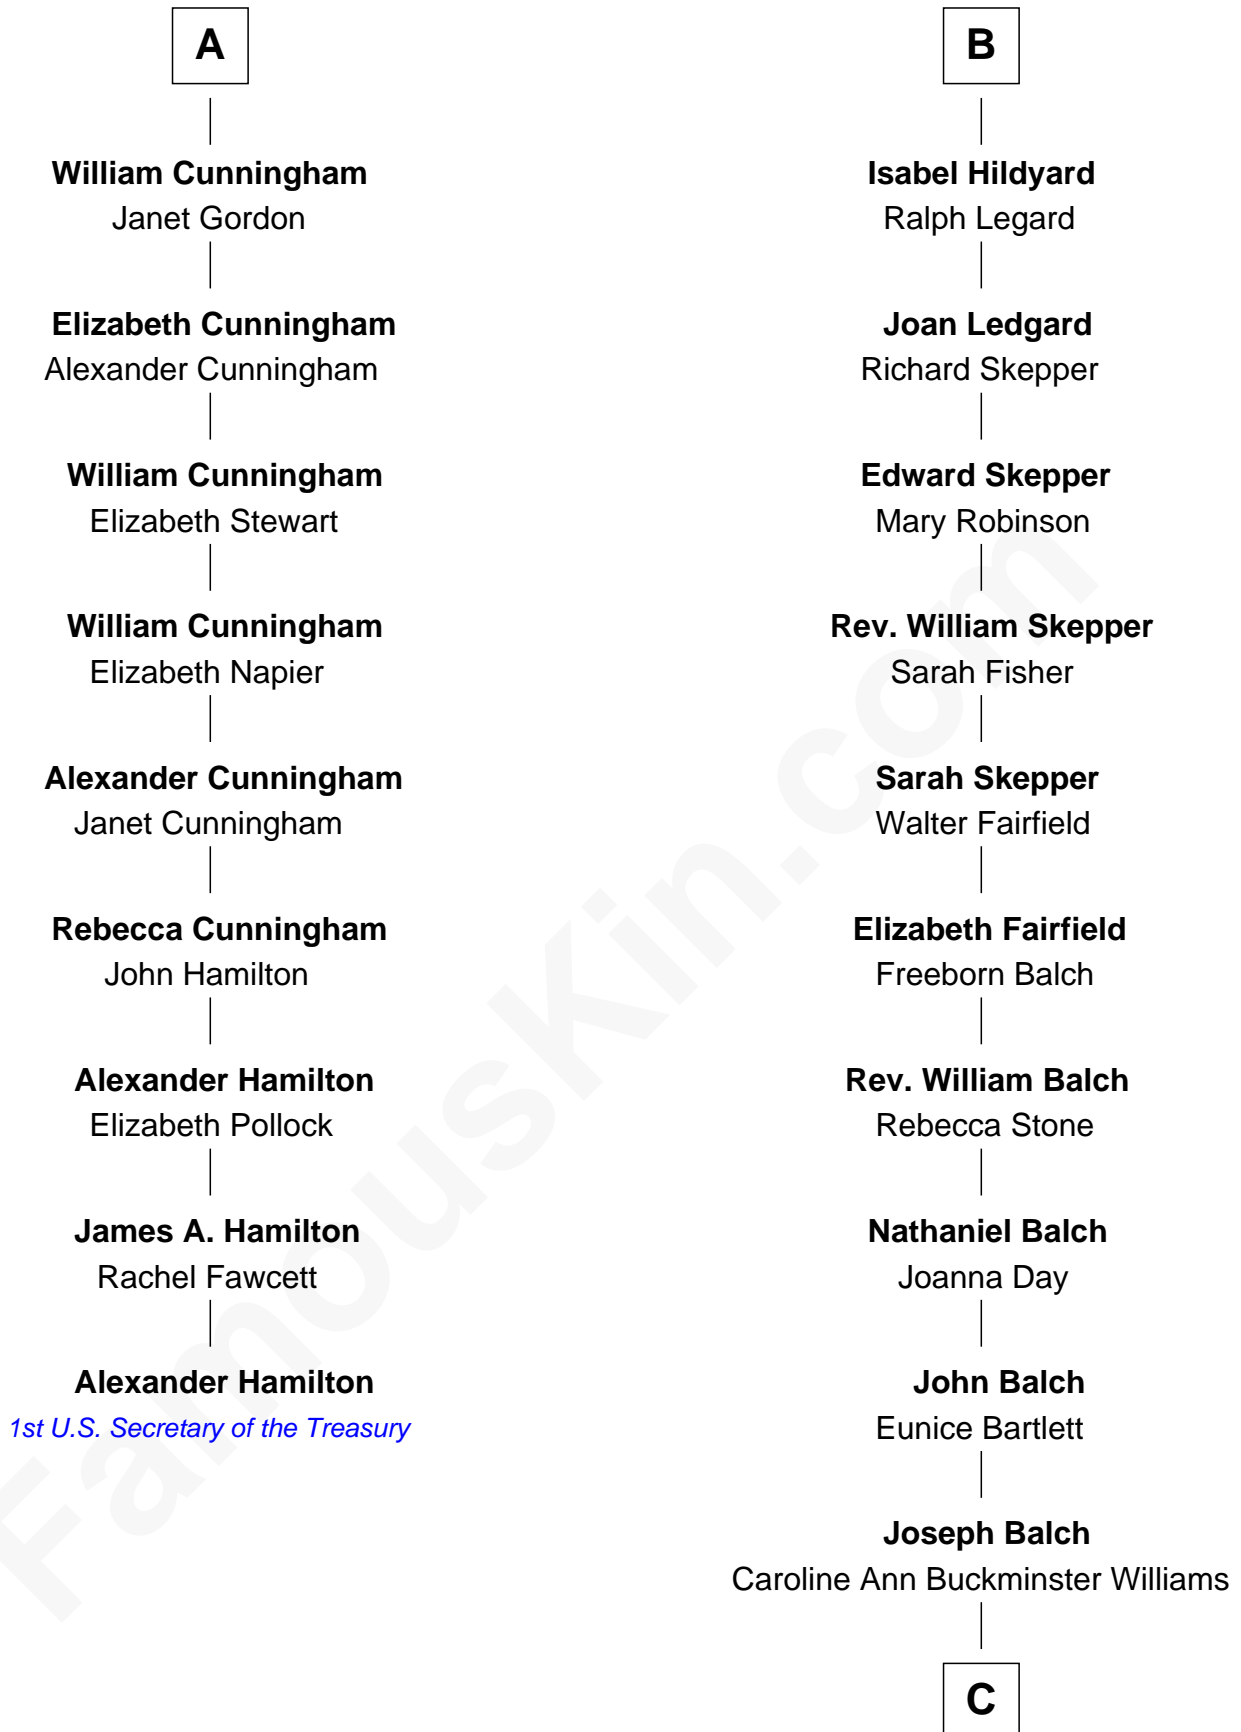 A
William Cunningham
Janet Gordon
Elizabeth Cunningham
Alexander Cunningham
William Cunningham
Elizabeth Stewart
William Cunningham
Elizabeth Napier
Alexander Cunningham
Janet Cunningham
Rebecca Cunningham
John Hamilton
Alexander Hamilton
Elizabeth Pollock
James A. Hamilton
Rachel Fawcett
Alexander Hamilton
1st U.S. Secretary of the Treasury
B
Isabel Hildyard
Ralph Legard
Joan Ledgard
Richard Skepper
Edward Skepper
Mary Robinson
Rev. William Skepper
Sarah Fisher
Sarah Skepper
Walter Fairfield
Elizabeth Fairfield
Freeborn Balch
Rev. William Balch
Rebecca Stone
Nathaniel Balch
Joanna Day
John Balch
Eunice Bartlett
Joseph Balch
Caroline Ann Buckminster Williams
C
FamousKin.com